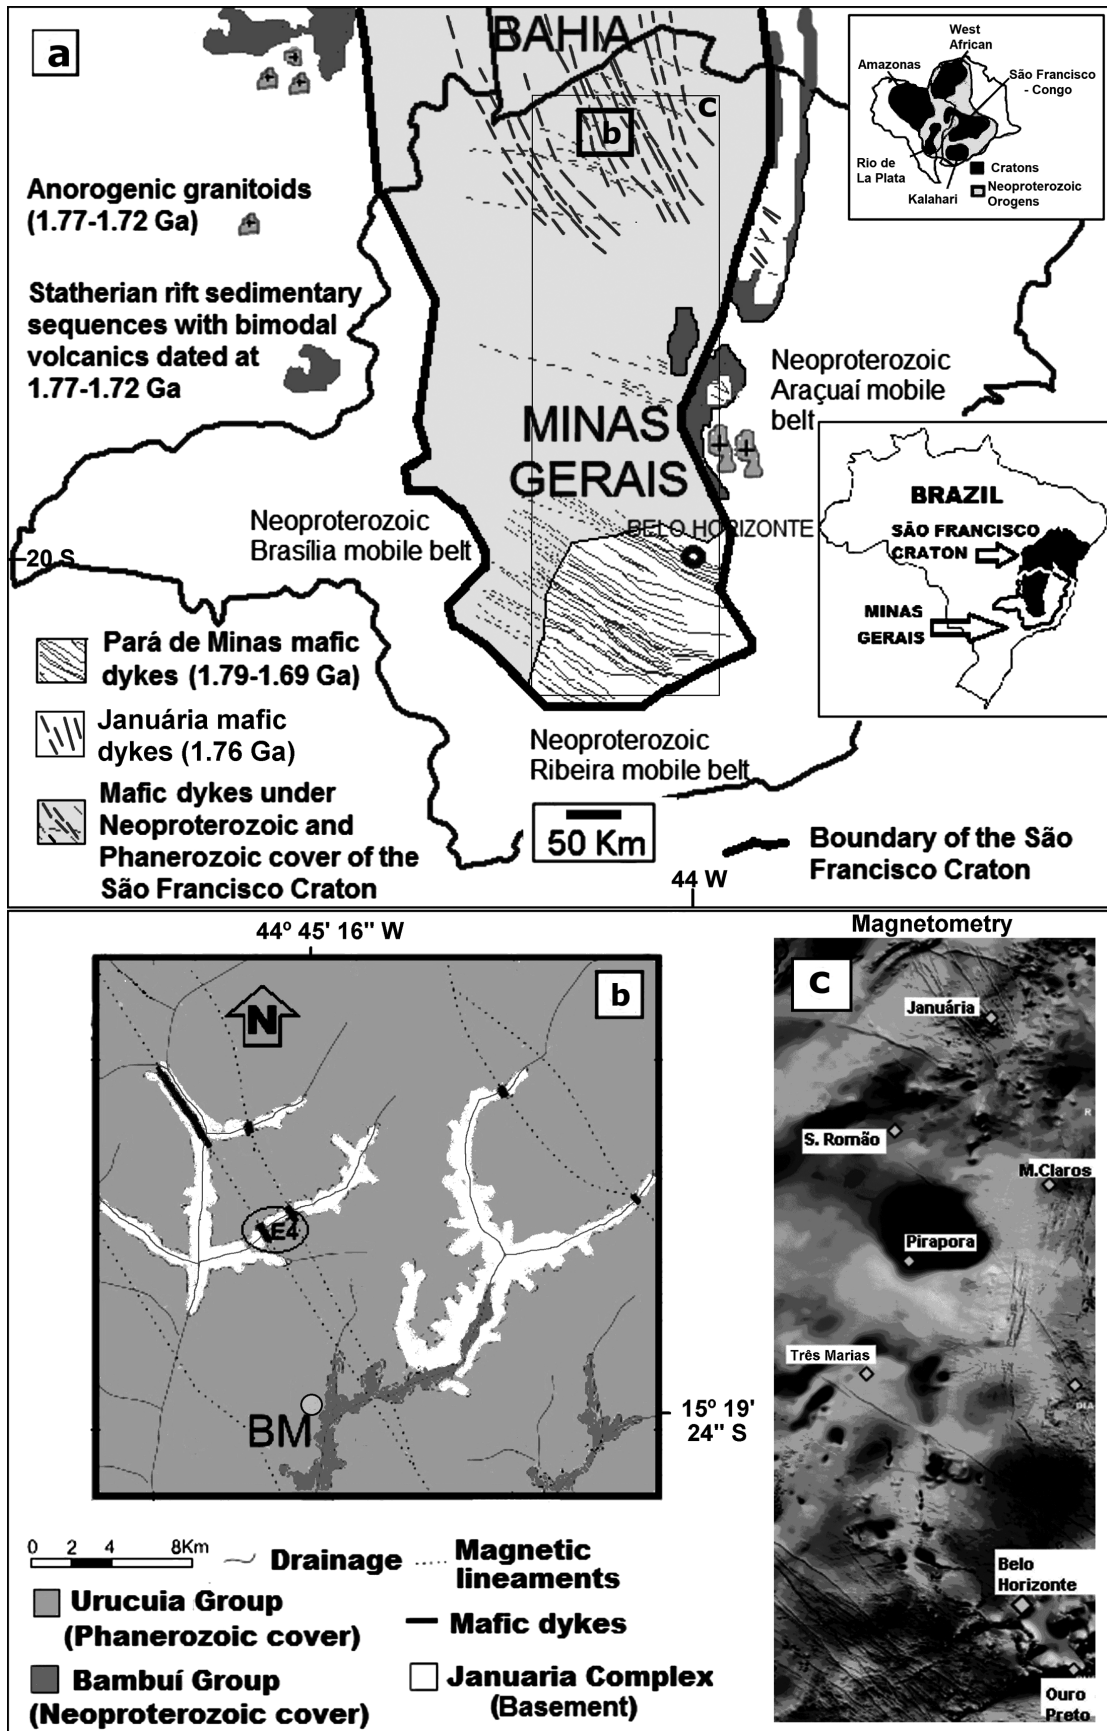 a
BAHIA
c
b
West
African
Amazonas
São Francisco
- Congo
Rio de
La Plata
Cratons
Neoproterozoic
Orogens
Kalahari
Anorogenic granitoids
(1.77-1.72 Ga)
Statherian rift sedimentary
sequences with bimodal
volcanics dated at
1.77-1.72 Ga
Neoproterozoic
Araçuaí mobile
belt
MINAS
GERAIS
BELO HORIZONTE
Neoproterozoic
Brasília mobile belt
20 S
BRAZIL
SÃO FRANCISCO
CRATON
MINAS
GERAIS
Pará de Minas mafic
dykes (1.79-1.69 Ga)
Januária mafic
dykes (1.76 Ga)
Mafic dykes under
Neoproterozoic and
Phanerozoic cover of the
São Francisco Craton
Neoproterozoic
Ribeira mobile belt
50 Km
44 W
Boundary of the São
Francisco Craton
44º 45' 16" W
b
N
E4
BM
15º 19'
24" S
0 2 4 8Km
Drainage
Magnetic
lineaments
Urucuia Group
(Phanerozoic cover)
Mafic dykes
Bambuí Group
(Neoproterozoic cover)
Januaria Complex
(Basement)
Magnetometry
C
Januária
R
S. Romão
M.Claros
Pirapora
Três Marias
DIA
Belo
Horizonte
Ouro
Preto